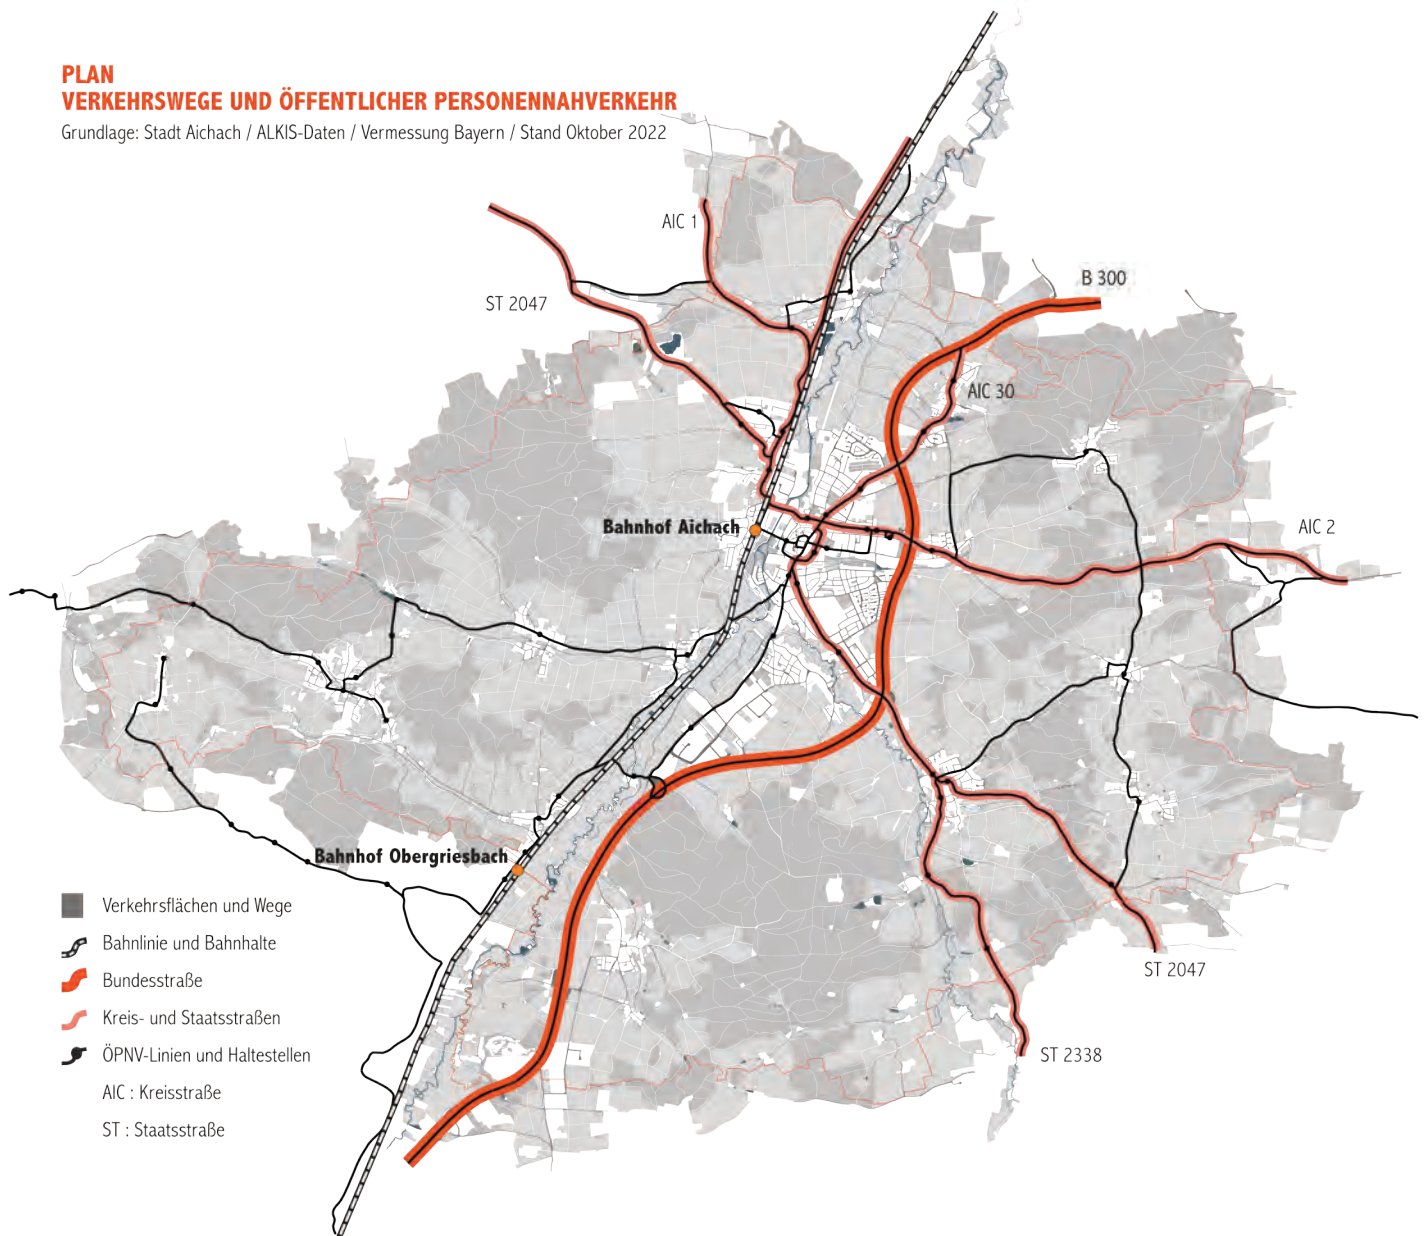 PLAN
VERKEHRSWEGE UND ÖFFENTLICHER PERSONENNAHVERKEHR
Grundlage: Stadt Aichach / ALKIS-Daten / Vermessung Bayern / Stand Oktober 2022
AIC 1
B 300
ST 2047
AIC 30
Bahnhof Aichach
AIC 2
Bahnhof Obergriesbach
Verkehrsflächen und Wege
Bahnlinie und Bahnhalte
Bundesstraße
Kreis- und Staatsstraßen
ÖPNV-Linien und Haltestellen
AIC : Kreisstraße
ST : Staatsstraße
ST 2047
ST 2338